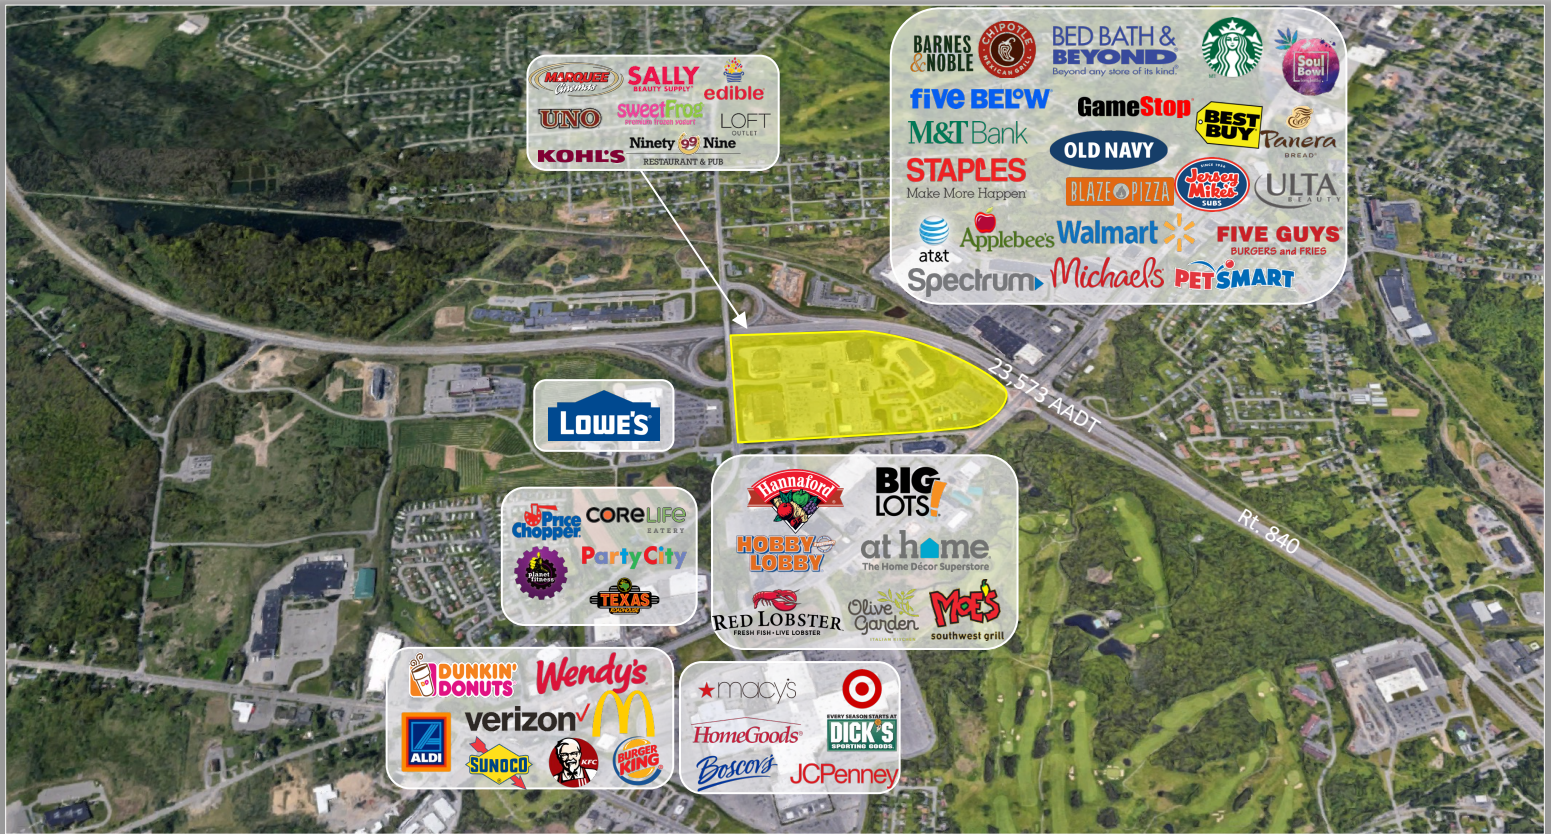 MARQUEE
Cinemas
SALLY
BEAUTY SUPPLY
edible
UNO
sweetFrog
premium frozen yogurt
LOFT
OUTLET
KOHL'S
Ninety 99 Nine
RESTAURANT & PUB
BARNES
&NOBLE
CHIPOTLE
MEXICAN GRILL
BED BATH &
BEYOND
Beyond any store of its kind.
Soul
Bowl
five BELOW
GameStop
BEST
BUY
Panera
BREAD
M&T Bank
OLD NAVY
STAPLES
Make More Happen
BLAZE PIZZA
SINCE 1956
Jersey
Mike's
SUBS
ULTA
BEAUTY
at&t
Applebee's
Walmart
FIVE GUYS
BURGERS and FRIES
Spectrum
Michaels
PETSMART
23,573 AADT
Rt. 840
LOWE'S
Price
Chopper
CORELIFE
EATERY
planet
fitness
PartyCity
TEXAS
ROADHOUSE
Hannaford
BIG
LOTS!
HOBBY
LOBBY
at home
The Home Décor Superstore
RED LOBSTER
FRESH FISH • LIVE LOBSTER
Olive
Garden
ITALIAN KITCHEN
MOE'S
southwest grill
DUNKIN'
DONUTS
Wendy's
ALDI
verizon
SUNOCO
KFC
BURGER
KING
macy's
HomeGoods
EVERY SEASON STARTS AT
DICK'S
SPORTING GOODS
Boscov's
JCPenney